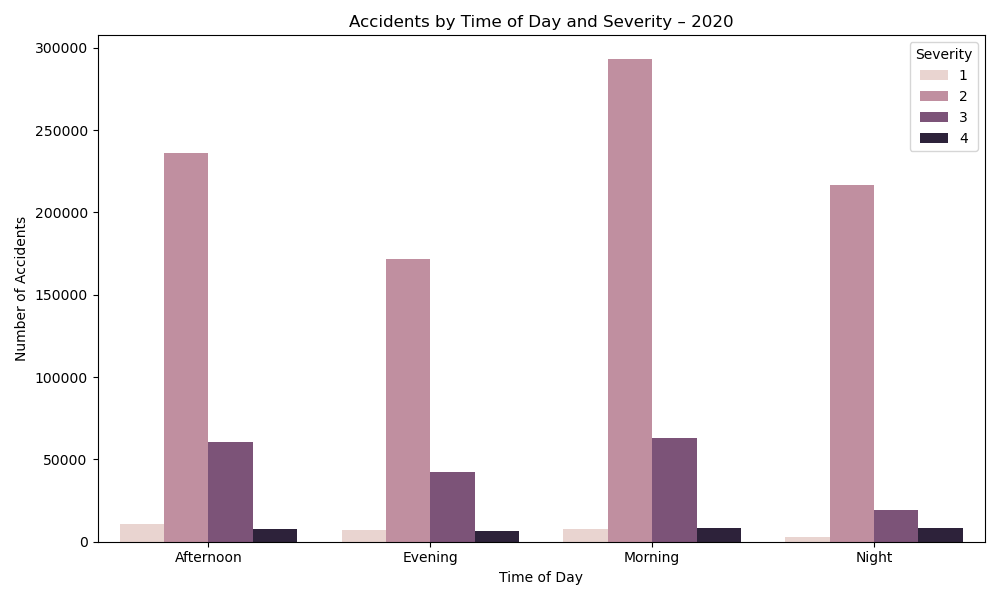 Accidents by Time of Day and Severity – 2020
Number of Accidents
300000
250000
200000
150000
100000
50000
0
Severity
1
2
3
4
Afternoon
Evening
Morning
Night
Time of Day